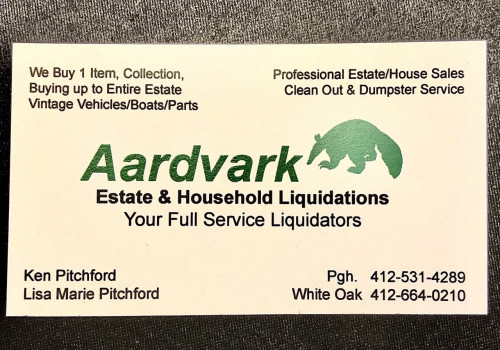 We Buy 1 Item, Collection,
Buying up to Entire Estate
Vintage Vehicles/Boats/Parts
Professional Estate/House Sales
Clean Out & Dumpster Service
Aardvark
Estate & Household Liquidations
Your Full Service Liquidators
Ken Pitchford
Lisa Marie Pitchford
Pgh. 412-531-4289
White Oak 412-664-0210